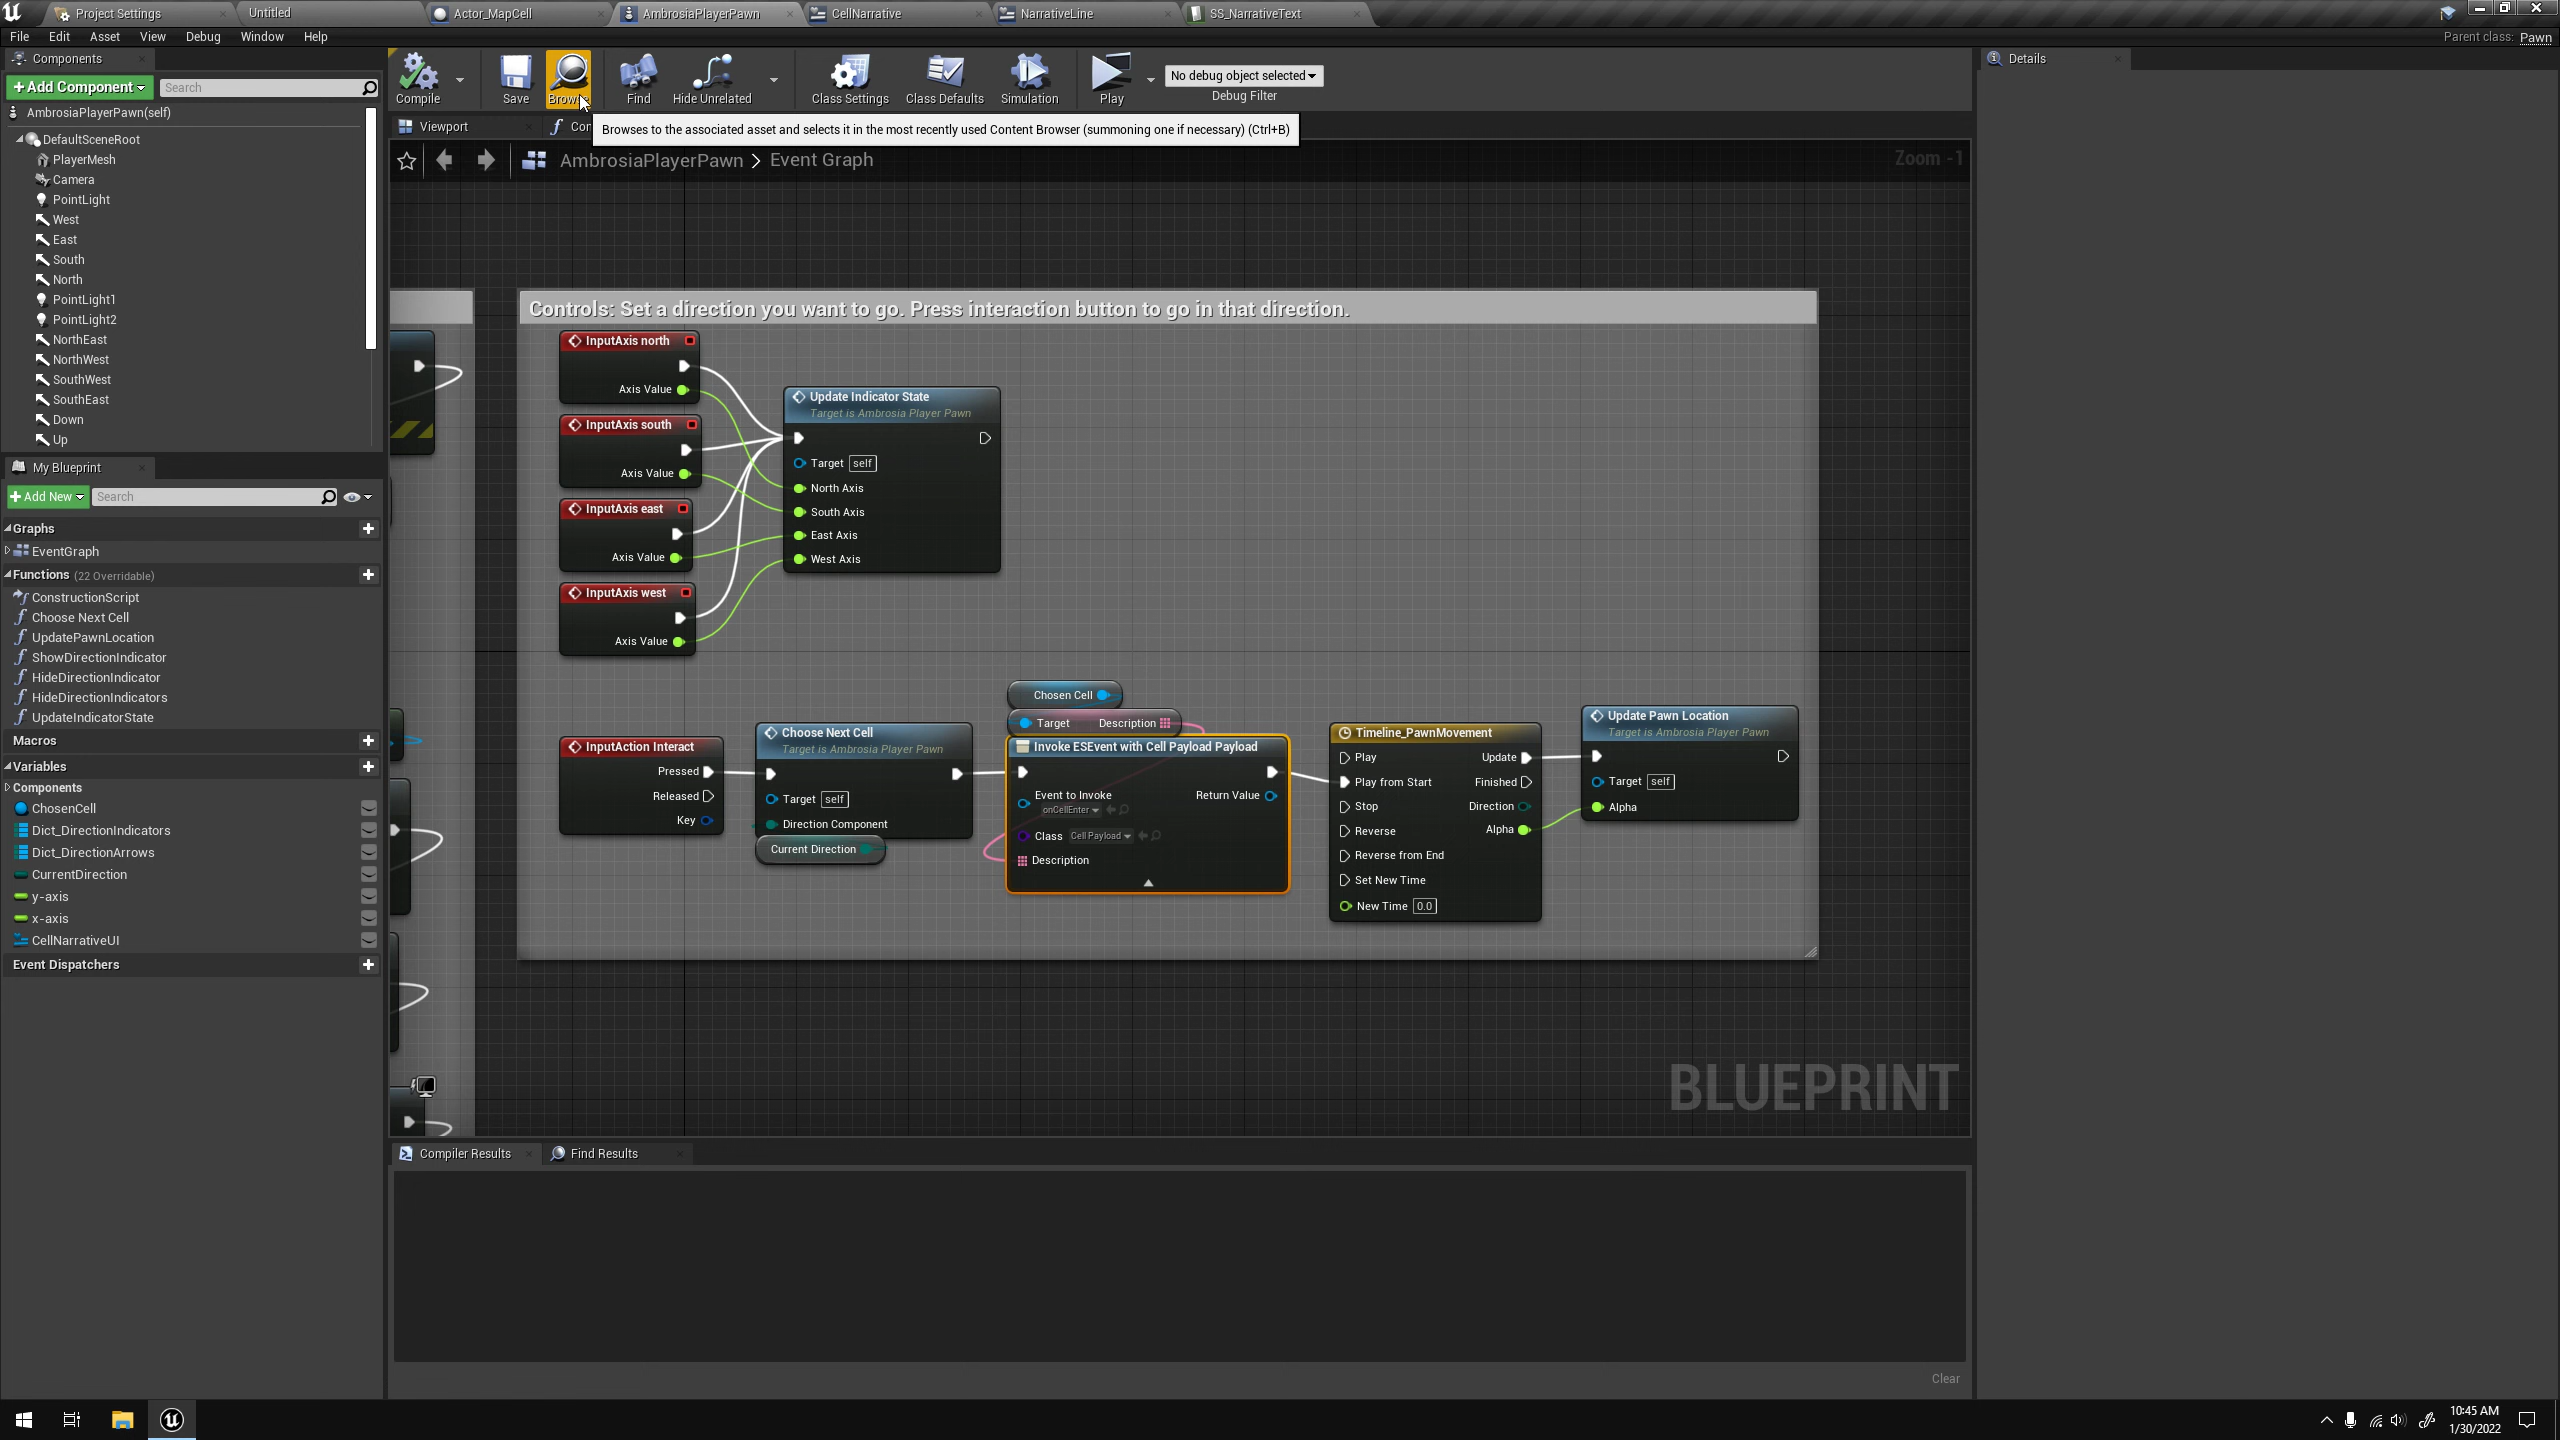 Project Settings
Untitled
Actor_MapCell
AmbrosiaPlayerPawn
CellNarrative
NarrativeLine
SS_NarrativeText
File Edit Asset View Debug Window Help
Parent class: Pawn
Components
+Add Component
Search
AmbrosiaPlayerPawn(self)
DefaultSceneRoot
PlayerMesh
Camera
PointLight
West
East
South
North
PointLight1
PointLight2
NorthEast
NorthWest
SouthWest
SouthEast
Down
Up
My Blueprint
+Add New
Search
Graphs
EventGraph
Functions (22 Overridable)
ConstructionScript
Choose Next Cell
UpdatePawnLocation
ShowDirectionIndicator
HideDirectionIndicator
HideDirectionIndicators
UpdateIndicatorState
Macros
Variables
Components
ChosenCell
Dict_DirectionIndicators
Dict_DirectionArrows
CurrentDirection
y-axis
x-axis
CellNarrativeUI
Event Dispatchers
Compile
Save
Brows
Find
Hide Unrelated
Class Settings
Class Defaults
Simulation
Play
No debug object selected
Debug Filter
Viewport
Con
Browses to the associated asset and selects it in the most recently used Content Browser (summoning one if necessary) (Ctrl+B)
AmbrosiaPlayerPawn > Event Graph
Zoom -1
Controls: Set a direction you want to go. Press interaction button to go in that direction.
InputAxis north
Axis Value
InputAxis south
Axis Value
InputAxis east
Axis Value
InputAxis west
Axis Value
Update Indicator State
Target is Ambrosia Player Pawn
Target self
North Axis
South Axis
East Axis
West Axis
InputAction Interact
Pressed
Released
Key
Choose Next Cell
Target is Ambrosia Player Pawn
Target self
Direction Component
Current Direction
Chosen Cell
Target Description
Invoke ESEvent with Cell Payload Payload
Event to Invoke
onCellEnter
Return Value
Class Cell Payload
Description
Timeline_PawnMovement
Play Update
Play from Start Finished
Stop Direction
Reverse Alpha
Reverse from End
Set New Time
New Time 0.0
Update Pawn Location
Target is Ambrosia Player Pawn
Target self
Alpha
BLUEPRINT
Compiler Results
Find Results
Clear
Details
10:45 AM
1/30/2022